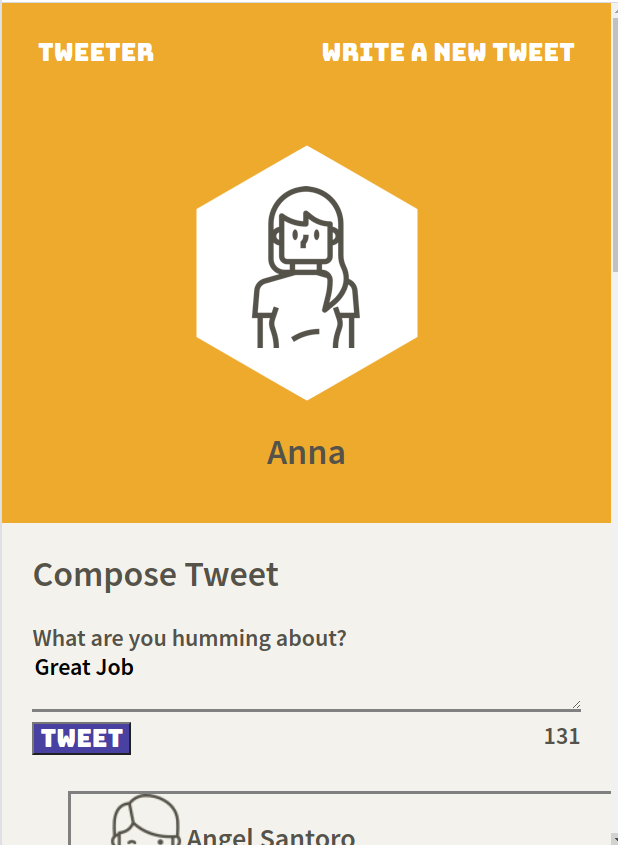 TWEETER
WRITE A NEW TWEET
Anna
Compose Tweet
What are you humming about?
Great Job
TWEET
131
Angel Santoro